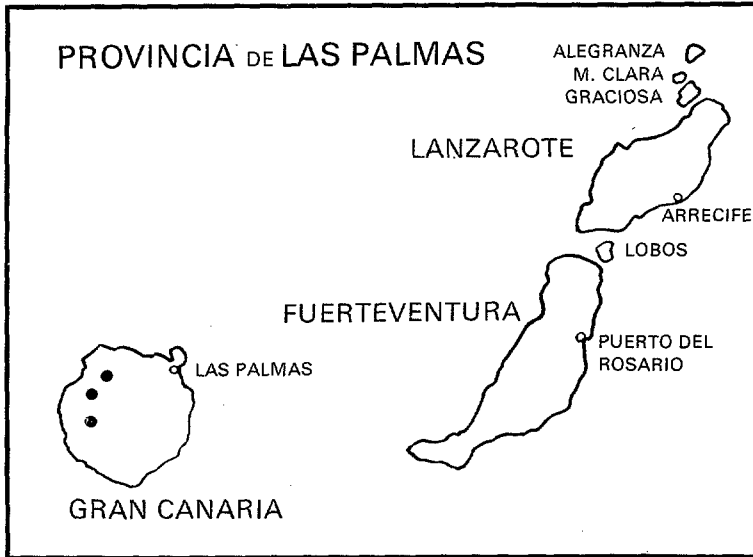 PROVINCIA DE LAS PALMAS
ALEGRANZA
M. CLARA
GRACIOSA
LANZAROTE
ARRECIFE
LOBOS
FUERTEVENTURA
PUERTO DEL
ROSARIO
LAS PALMAS
GRAN CANARIA